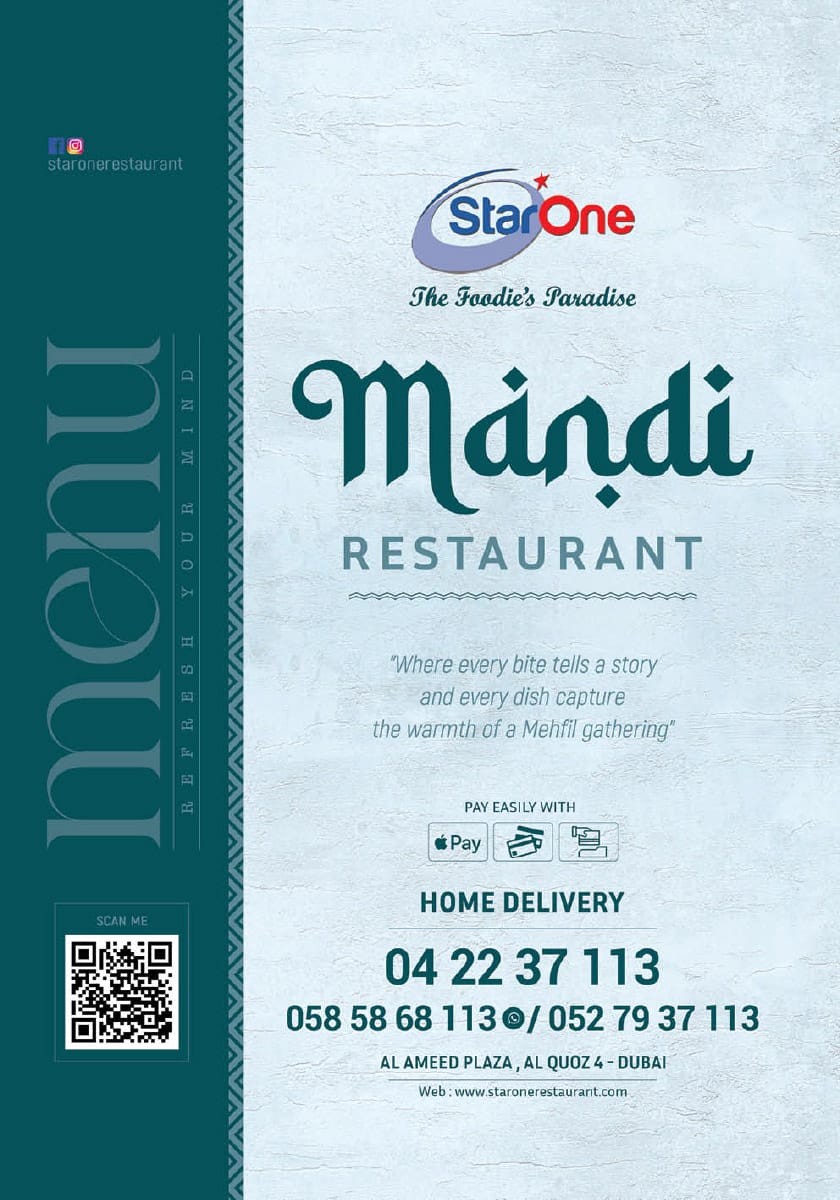 staronerestaurant
menu
REFRESH YOUR MIND
SCAN ME
StarOne
The Foodie's Paradise
Mandi
RESTAURANT
"Where every bite tells a story
and every dish capture
the warmth of a Mehfil gathering"
PAY EASILY WITH
Pay
HOME DELIVERY
04 22 37 113
058 58 68 113 / 052 79 37 113
AL AMEED PLAZA , AL QUOZ 4 - DUBAI
Web : www.staronerestaurant.com